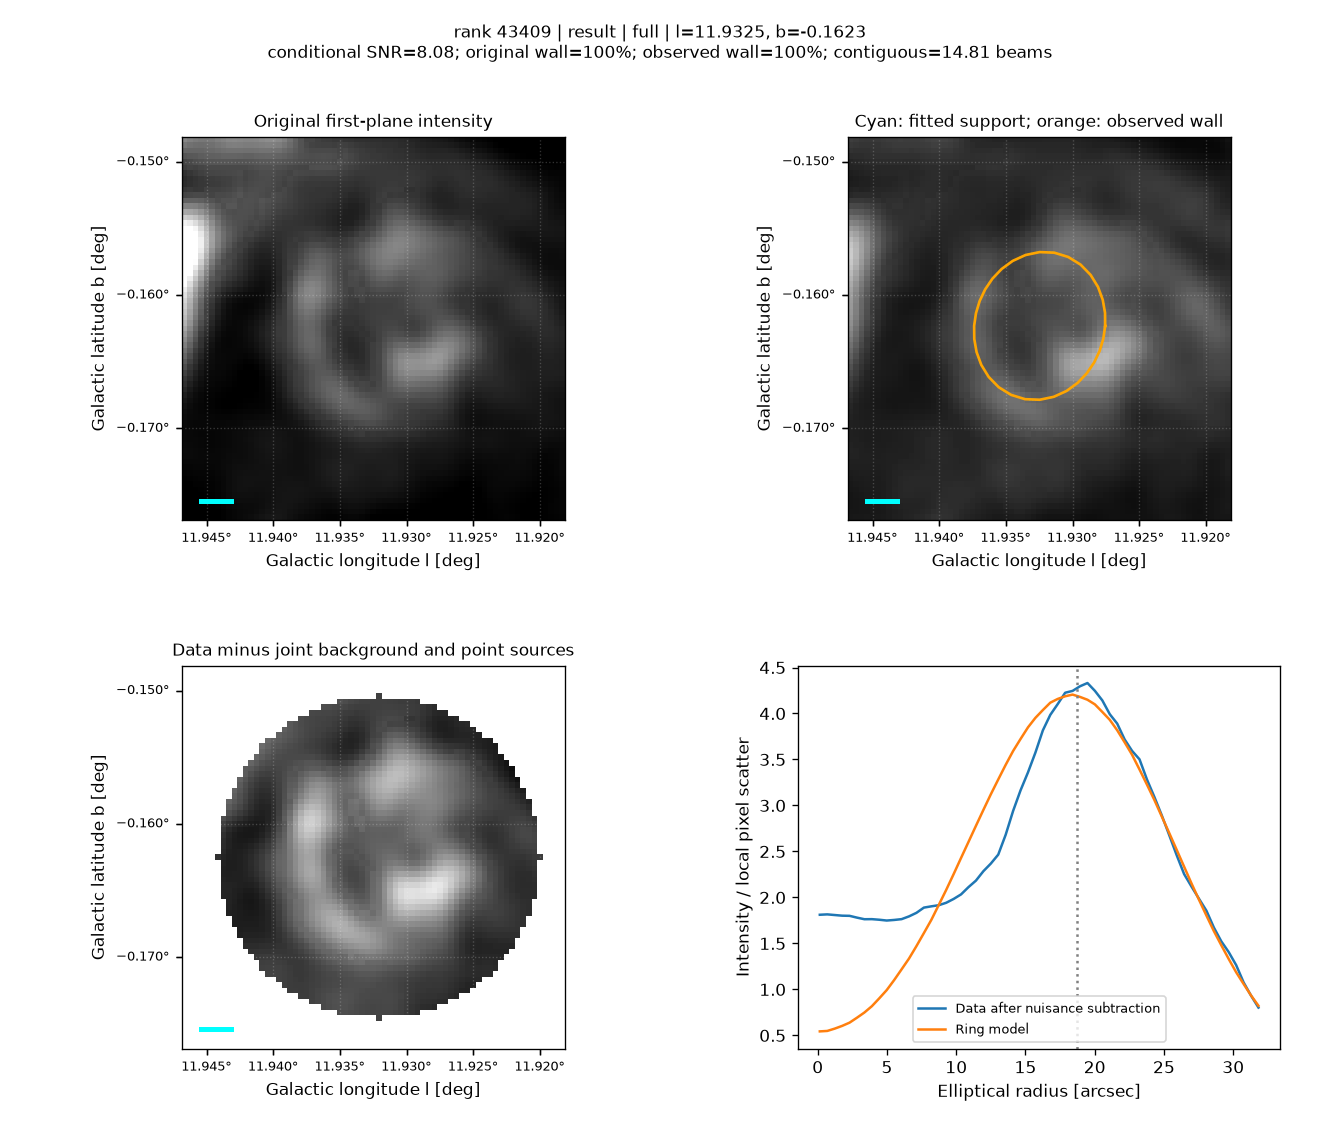 rank 43409 | result | full | l=11.9325, b=-0.1623
conditional SNR=8.08; original wall=100%; observed wall=100%; contiguous=14.81 beams
Original first-plane intensity
−0.150°
−0.160°
−0.170°
Galactic latitude b [deg]
11.945° 11.940° 11.935° 11.930° 11.925° 11.920°
Galactic longitude l [deg]
Cyan: fitted support; orange: observed wall
−0.150°
−0.160°
−0.170°
Galactic latitude b [deg]
11.945° 11.940° 11.935° 11.930° 11.925° 11.920°
Galactic longitude l [deg]
Data minus joint background and point sources
−0.150°
−0.160°
−0.170°
Galactic latitude b [deg]
11.945° 11.940° 11.935° 11.930° 11.925° 11.920°
Galactic longitude l [deg]
4.5
4.0
3.5
3.0
2.5
2.0
1.5
1.0
0.5
Intensity / local pixel scatter
Data after nuisance subtraction
Ring model
0 5 10 15 20 25 30
Elliptical radius [arcsec]